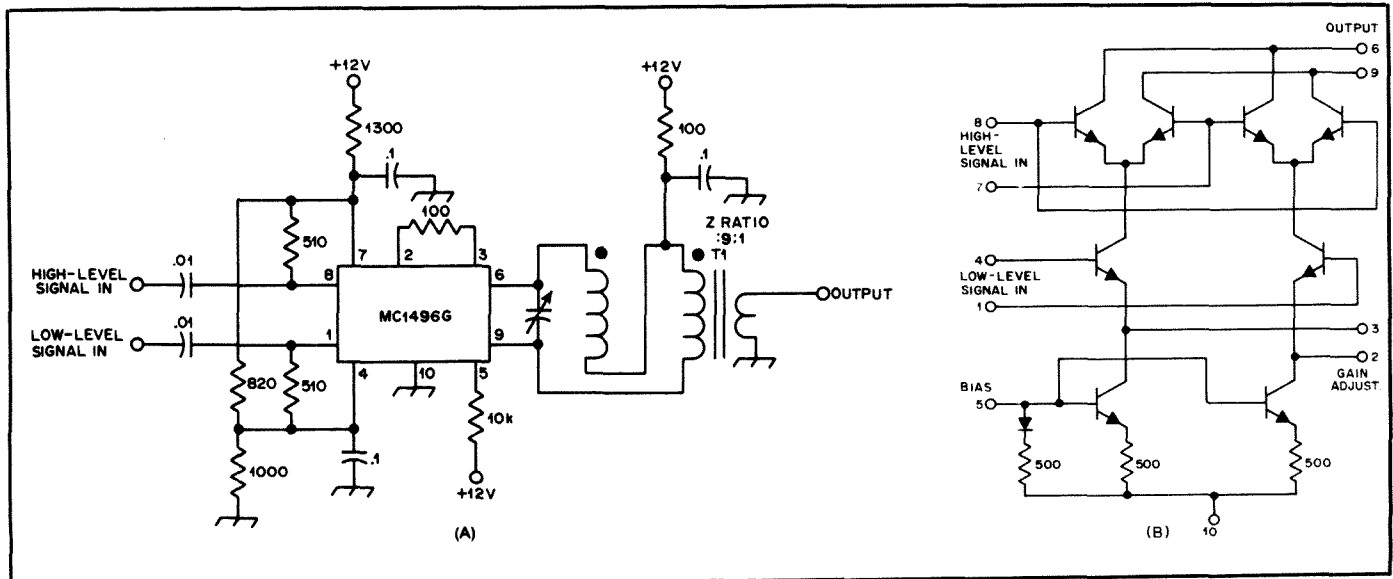 +12V
1300
.1
510
100
HIGH-LEVEL
SIGNAL IN
.01
8
7
2
3
6
MC1496G
LOW-LEVEL
SIGNAL IN
.01
1
9
4
10
5
820
510
10k
1000
.1
+12V
(A)
+12V
100
.1
Z RATIO
:9:1
T1
OUTPUT
OUTPUT
6
9
8
HIGH-
LEVEL
SIGNAL IN
7
4
LOW-LEVEL
SIGNAL IN
1
3
2
GAIN
ADJUST.
BIAS
5
500
500
500
10
(B)